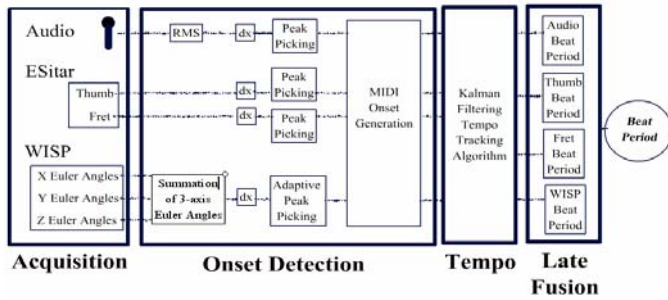 Audio
RMS
dx
Peak
Picking
ESitar
Thumb
Fret
dx
Peak
Picking
dx
Peak
Picking
WISP
X Euler Angles
Y Euler Angles
Z Euler Angles
Summation
of 3-axis
Euler Angles
dx
Adaptive
Peak
Picking
MIDI
Onset
Generation
Kalman
Filtering
Tempo
Tracking
Algorithm
Audio
Beat
Period
Thumb
Beat
Period
Fret
Beat
Period
WISP
Beat
Period
Beat
Period
Acquisition
Onset Detection
Tempo
Late
Fusion